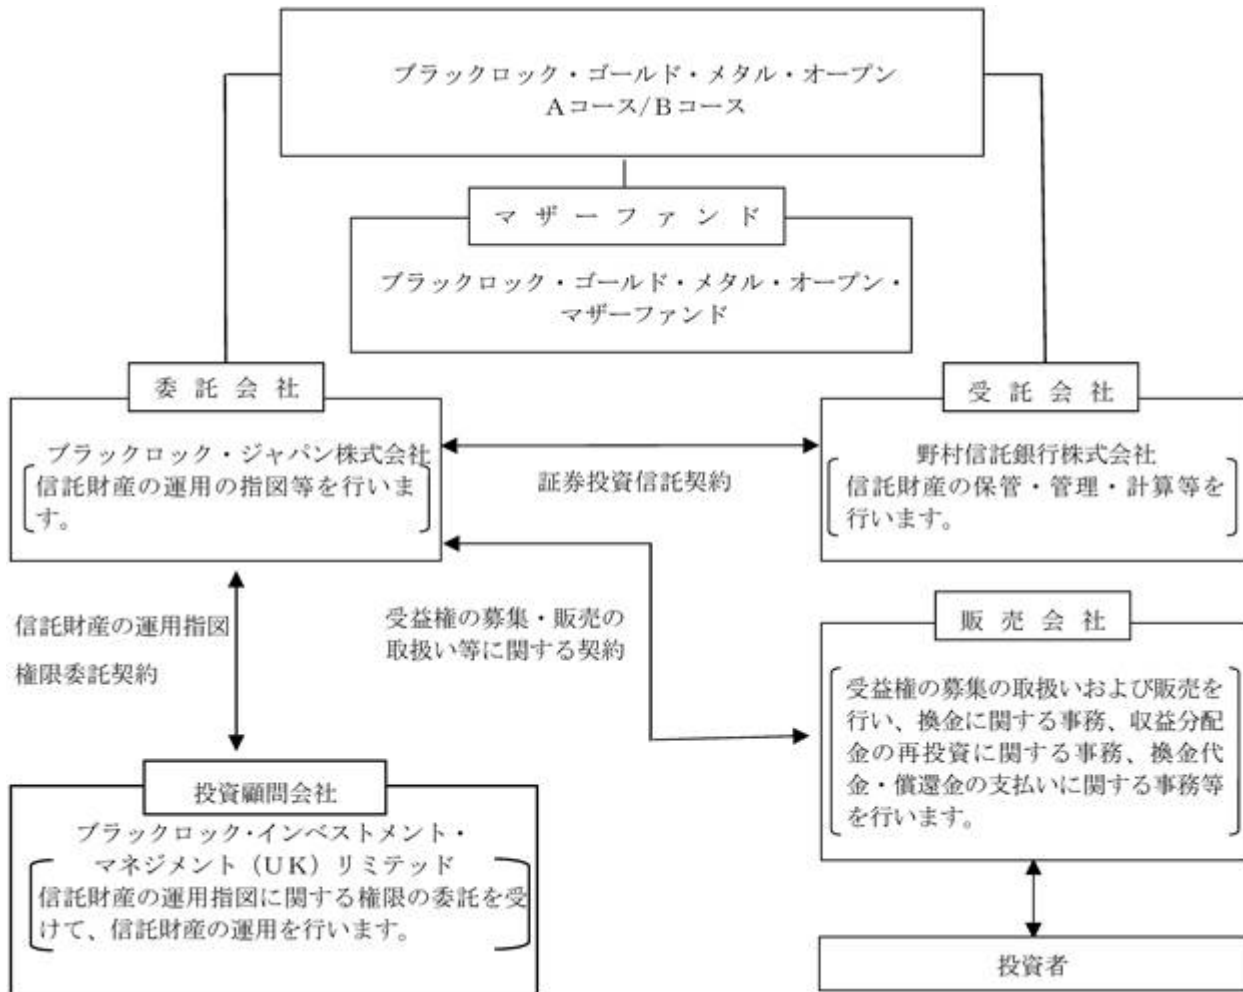 ブラックロック・ゴールド・メタル・オープン
Aコース/Bコース
マザーファンド
ブラックロック・ゴールド・メタル・オープン・
マザーファンド
委託会社
ブラックロック・ジャパン株式会社
信託財産の運用の指図等を行いま
す。
証券投資信託契約
受託会社
野村信託銀行株式会社
信託財産の保管・管理・計算等を
行います。
信託財産の運用指図
権限委託契約
受益権の募集・販売の
取扱い等に関する契約
販売会社
受益権の募集の取扱いおよび販売を
行い、換金に関する事務、収益分配
金の再投資に関する事務、換金代
金・償還金の支払いに関する事務等
を行います。
投資顧問会社
ブラックロック・インベストメント・
マネジメント（UK）リミテッド
信託財産の運用指図に関する権限の委託を受
けて、信託財産の運用を行います。
投資者